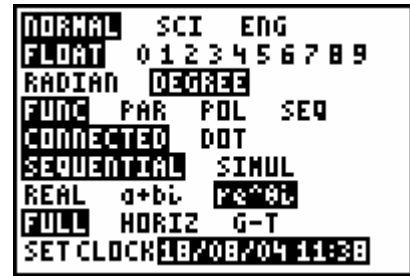 NORMAL SCI ENG
FLOAT 0 1 2 3 4 5 6 7 8 9
RADIAN DEGREE
FUNC PAR POL SEQ
CONNECTED DOT
SEQUENTIAL SIMUL
REAL a+bi re^θi
FULL HORIZ G-T
SET CLOCK 18/08/04 11:38